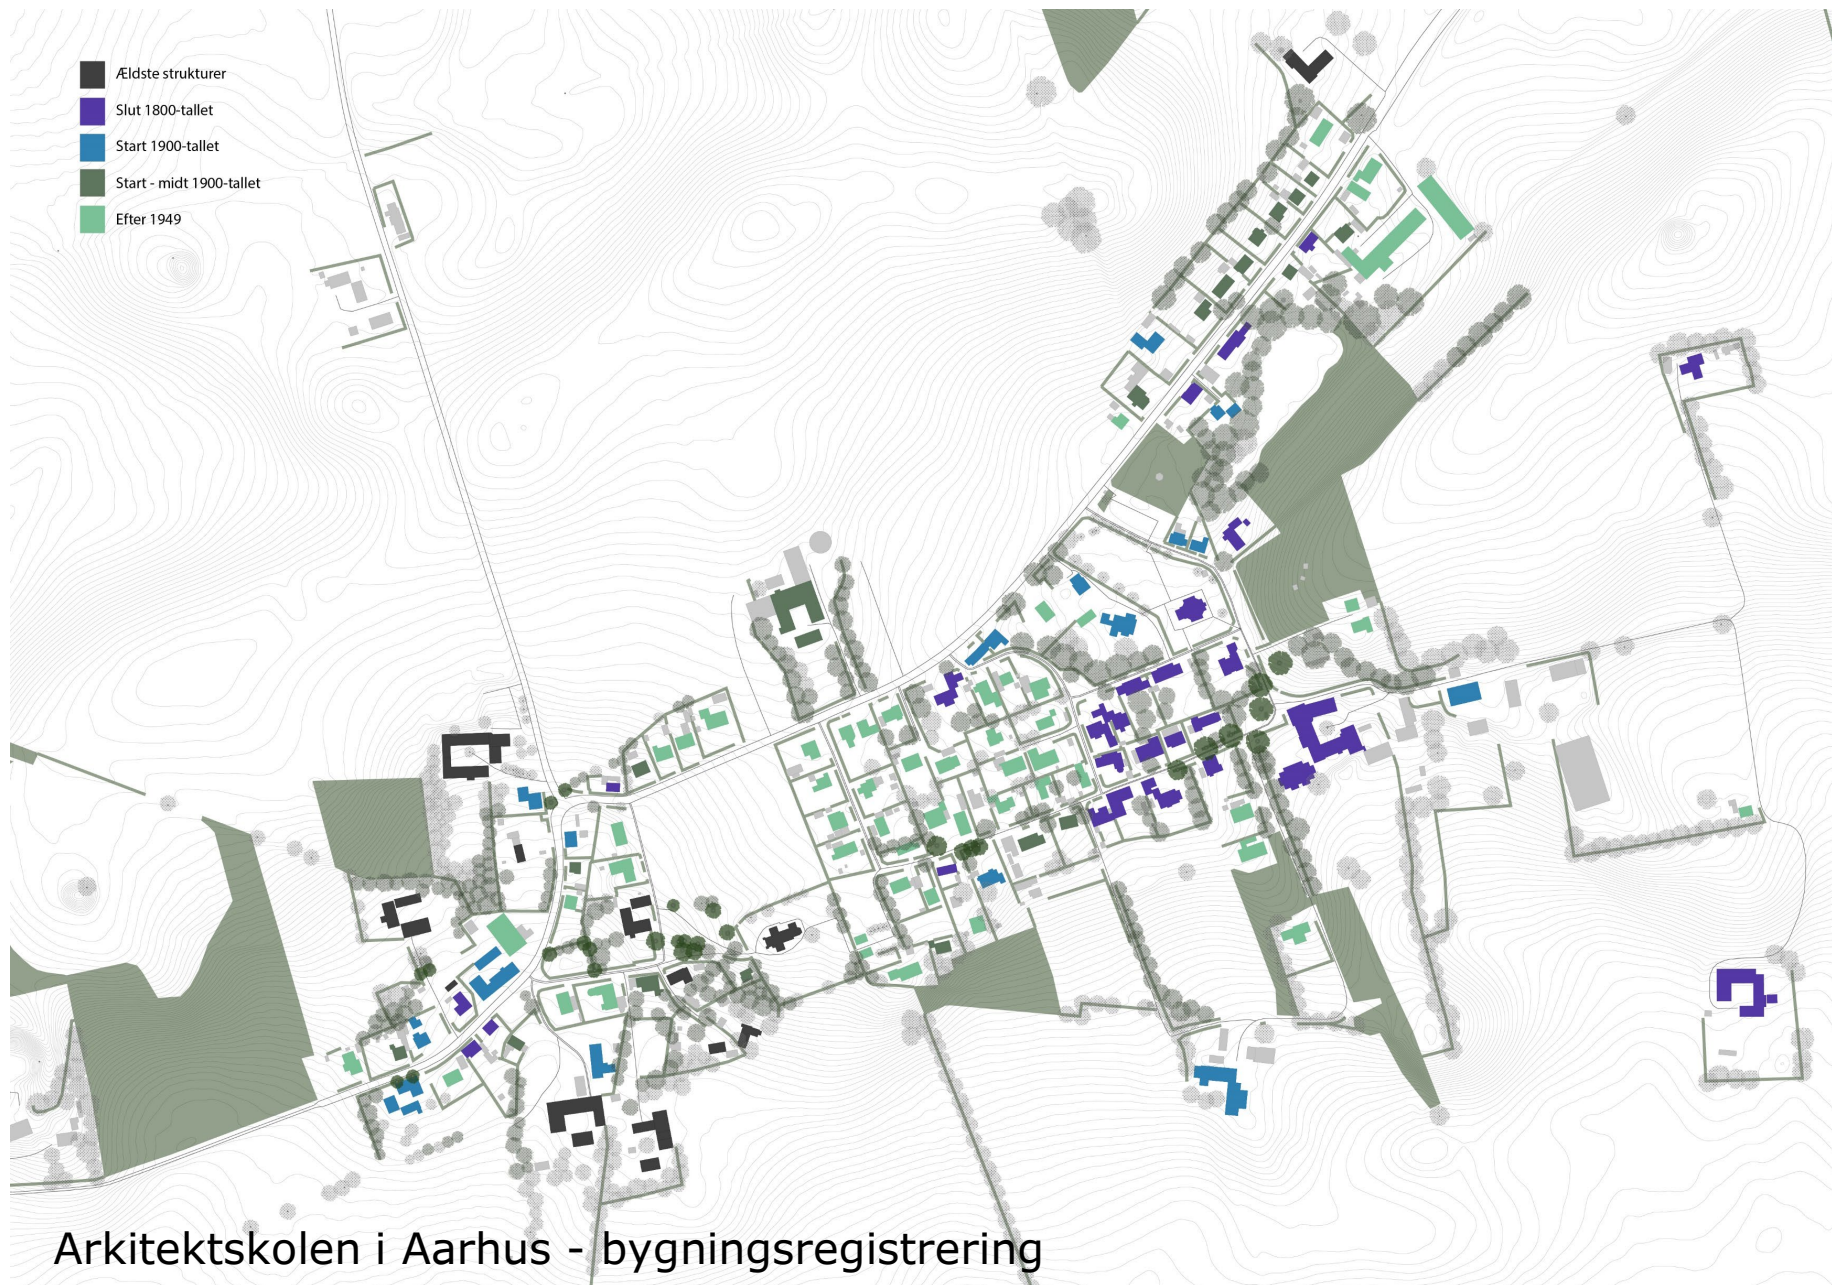 Ældste strukturer
Slut 1800-tallet
Start 1900-tallet
Start - midt 1900-tallet
Efter 1949
Arkitektskolen i Aarhus - bygningsregistrering